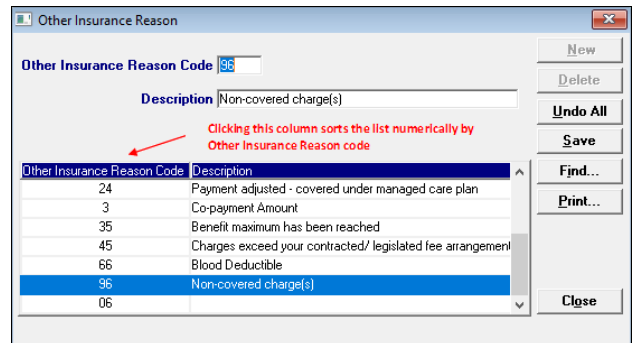 Other Insurance Reason
Other Insurance Reason Code 96
Description Non-covered charge(s)
Clicking this column sorts the list numerically by
Other Insurance Reason code
Other Insurance Reason Code Description
24 Payment adjusted - covered under managed care plan
3 Co-payment Amount
35 Benefit maximum has been reached
45 Charges exceed your contracted/ legislated fee arrangement
66 Blood Deductible
96 Non-covered charge(s)
06
New
Delete
Undo All
Save
Find...
Print...
Close